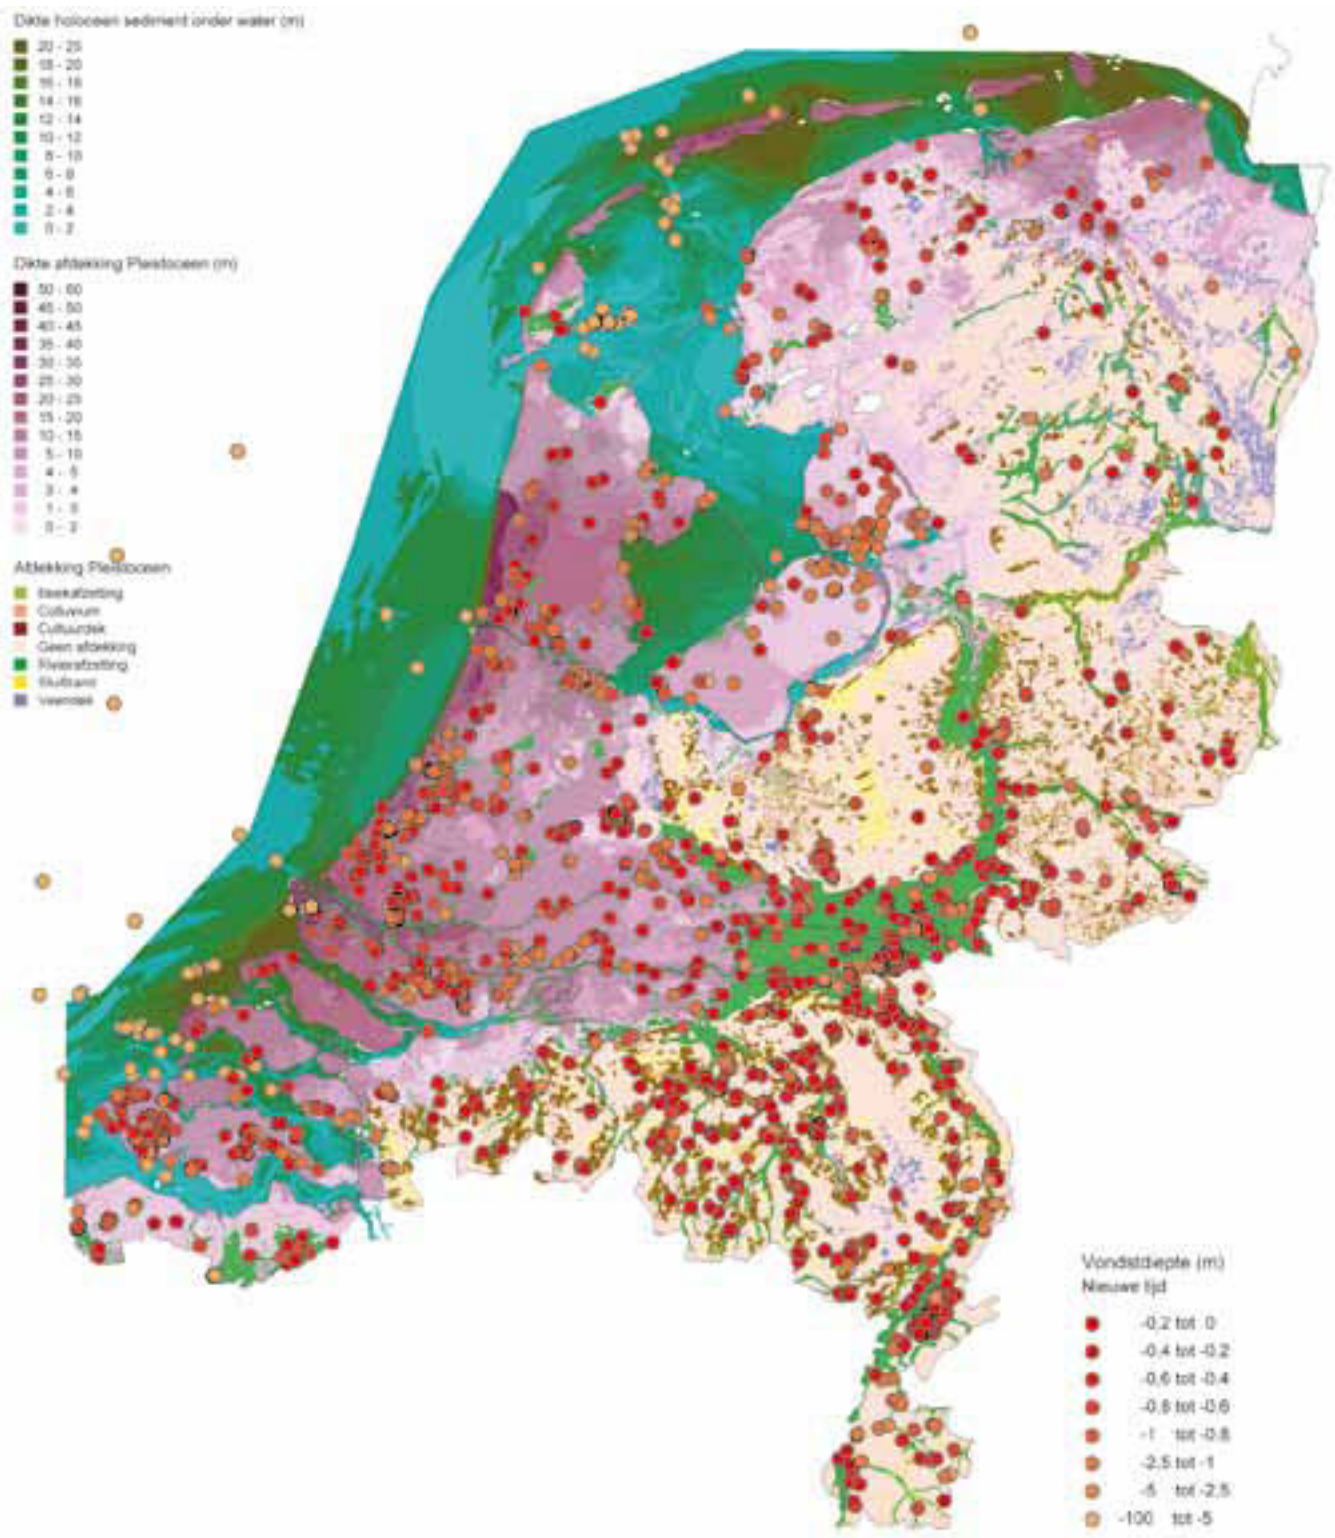 Dikte holoceen sediment onder water (m)
20 - 25
18 - 20
16 - 18
14 - 16
12 - 14
10 - 12
8 - 10
6 - 8
4 - 6
2 - 4
0 - 2
Dikte afdekking Pleistoceen (m)
50 - 60
45 - 50
40 - 45
35 - 40
30 - 35
25 - 30
20 - 25
15 - 20
10 - 15
5 - 10
4 - 5
3 - 4
1 - 3
0 - 2
Afdekking Pleistoceen
Beekafzetting
Colluvium
Cultuurdek
Geen afdekking
Rivierafzetting
Stuifzand
Veendek
Vondstdiepte (m)
Nieuwe tijd
-0,2 tot 0
-0,4 tot -0,2
-0,6 tot -0,4
-0,8 tot -0,6
-1 tot -0,8
-2,5 tot -1
-5 tot -2,5
-100 tot -5